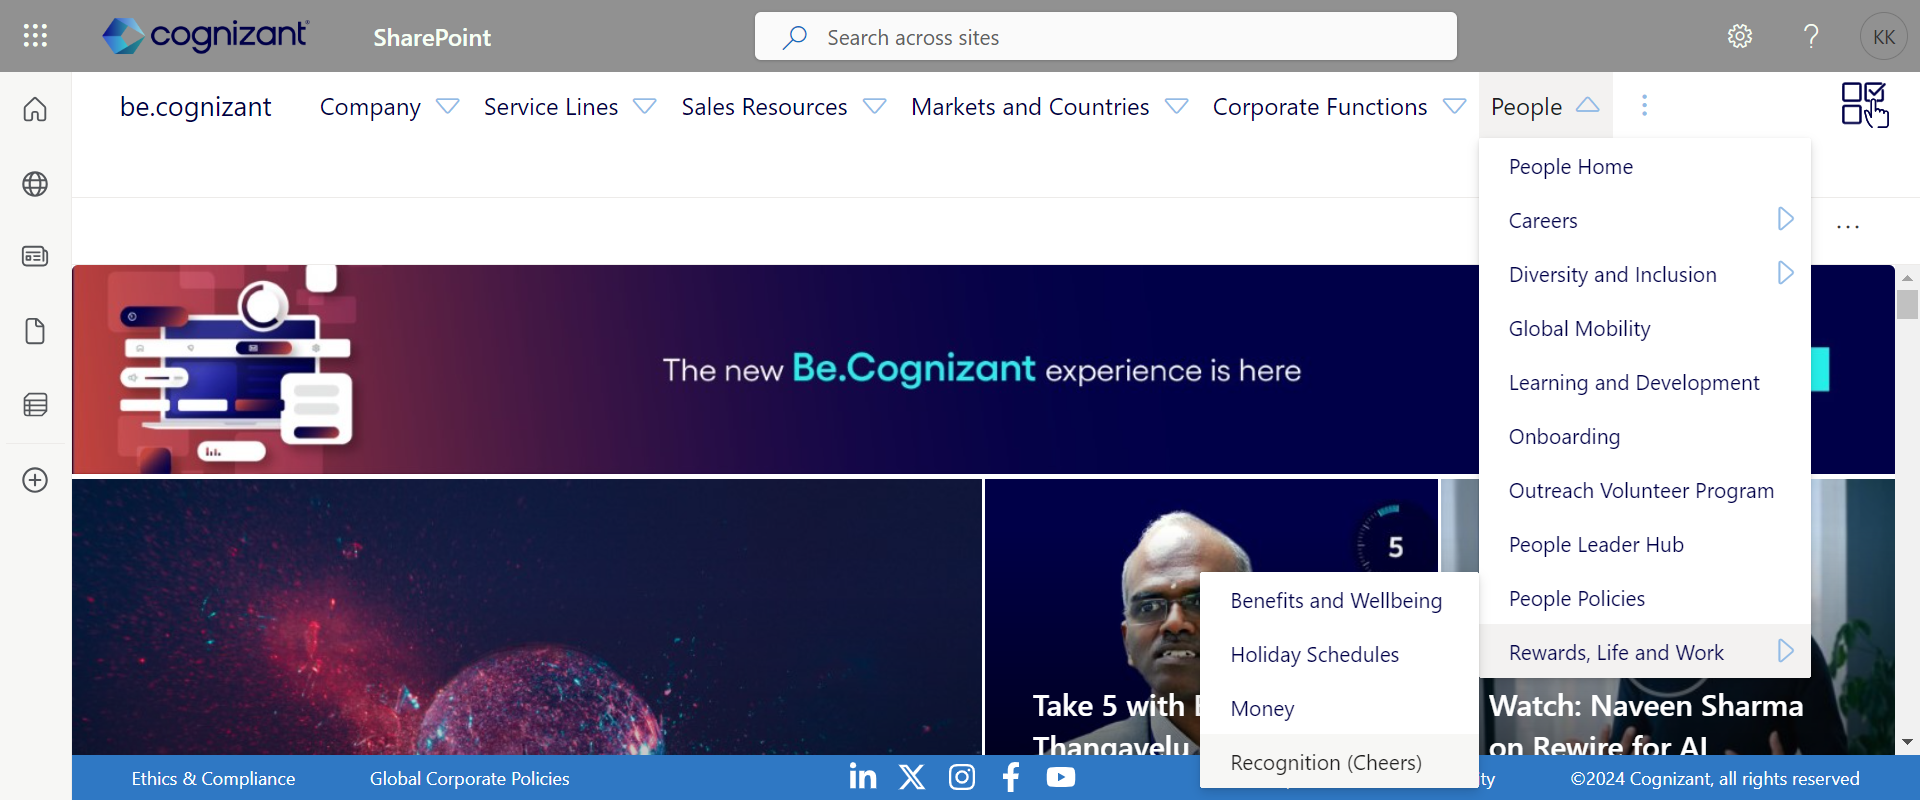 cognizant
SharePoint
Search across sites
KK
be.cognizant
Company
Service Lines
Sales Resources
Markets and Countries
Corporate Functions
People
People Home
Careers
Diversity and Inclusion
Global Mobility
Learning and Development
Onboarding
Outreach Volunteer Program
People Leader Hub
People Policies
Rewards, Life and Work
Benefits and Wellbeing
Holiday Schedules
Money
Recognition (Cheers)
The new Be.Cognizant experience is here
5
Take 5 with
Thangavelu
Watch: Naveen Sharma
on Rewire for AI
Ethics & Compliance
Global Corporate Policies
©2024 Cognizant, all rights reserved